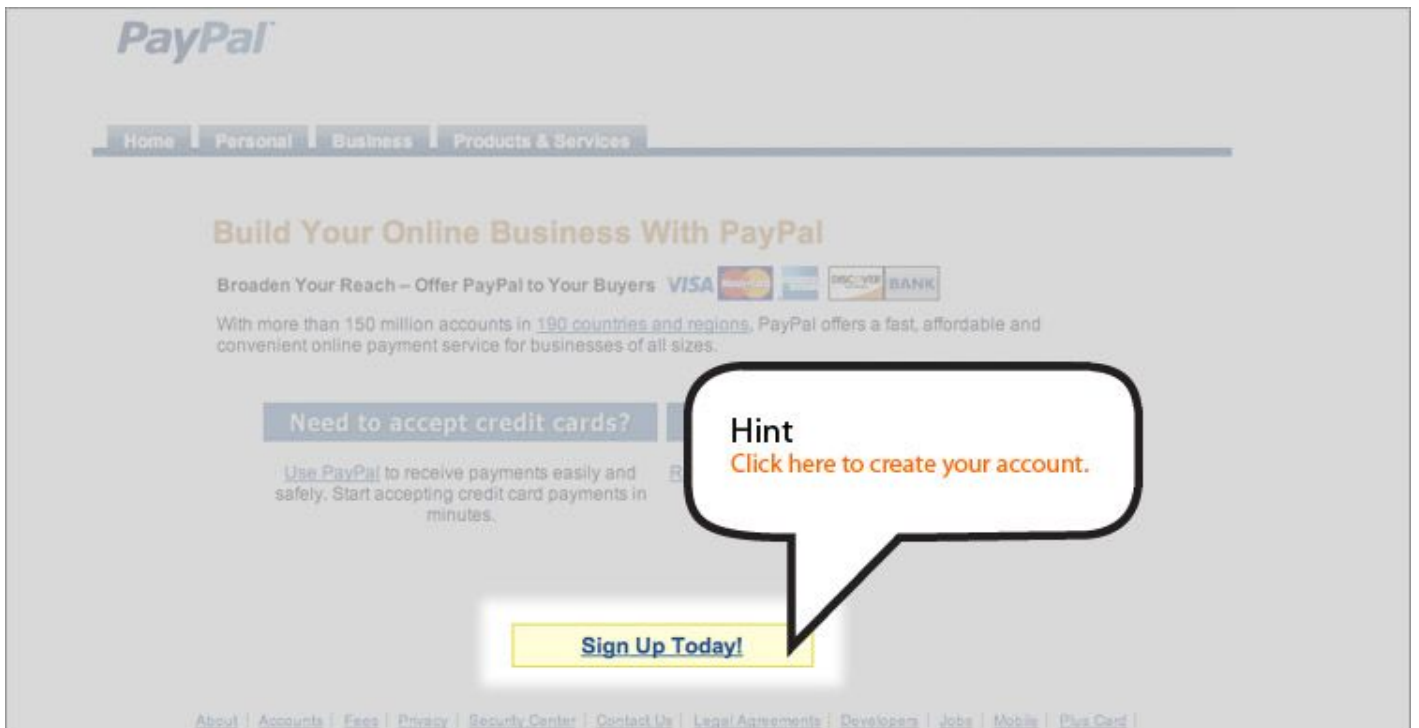 PayPal
Home Personal Business Products & Services
Build Your Online Business With PayPal
Broaden Your Reach – Offer PayPal to Your Buyers VISA MasterCard DISCOVER BANK
With more than 150 million accounts in 190 countries and regions, PayPal offers a fast, affordable and
convenient online payment service for businesses of all sizes.
Need to accept credit cards?
Use PayPal to receive payments easily and
safely. Start accepting credit card payments in
minutes.
Hint
Click here to create your account.
Sign Up Today!
About | Accounts | Fees | Privacy | Security Center | Contact Us | Legal Agreements | Developers | Jobs | Mobile | Plus Card |